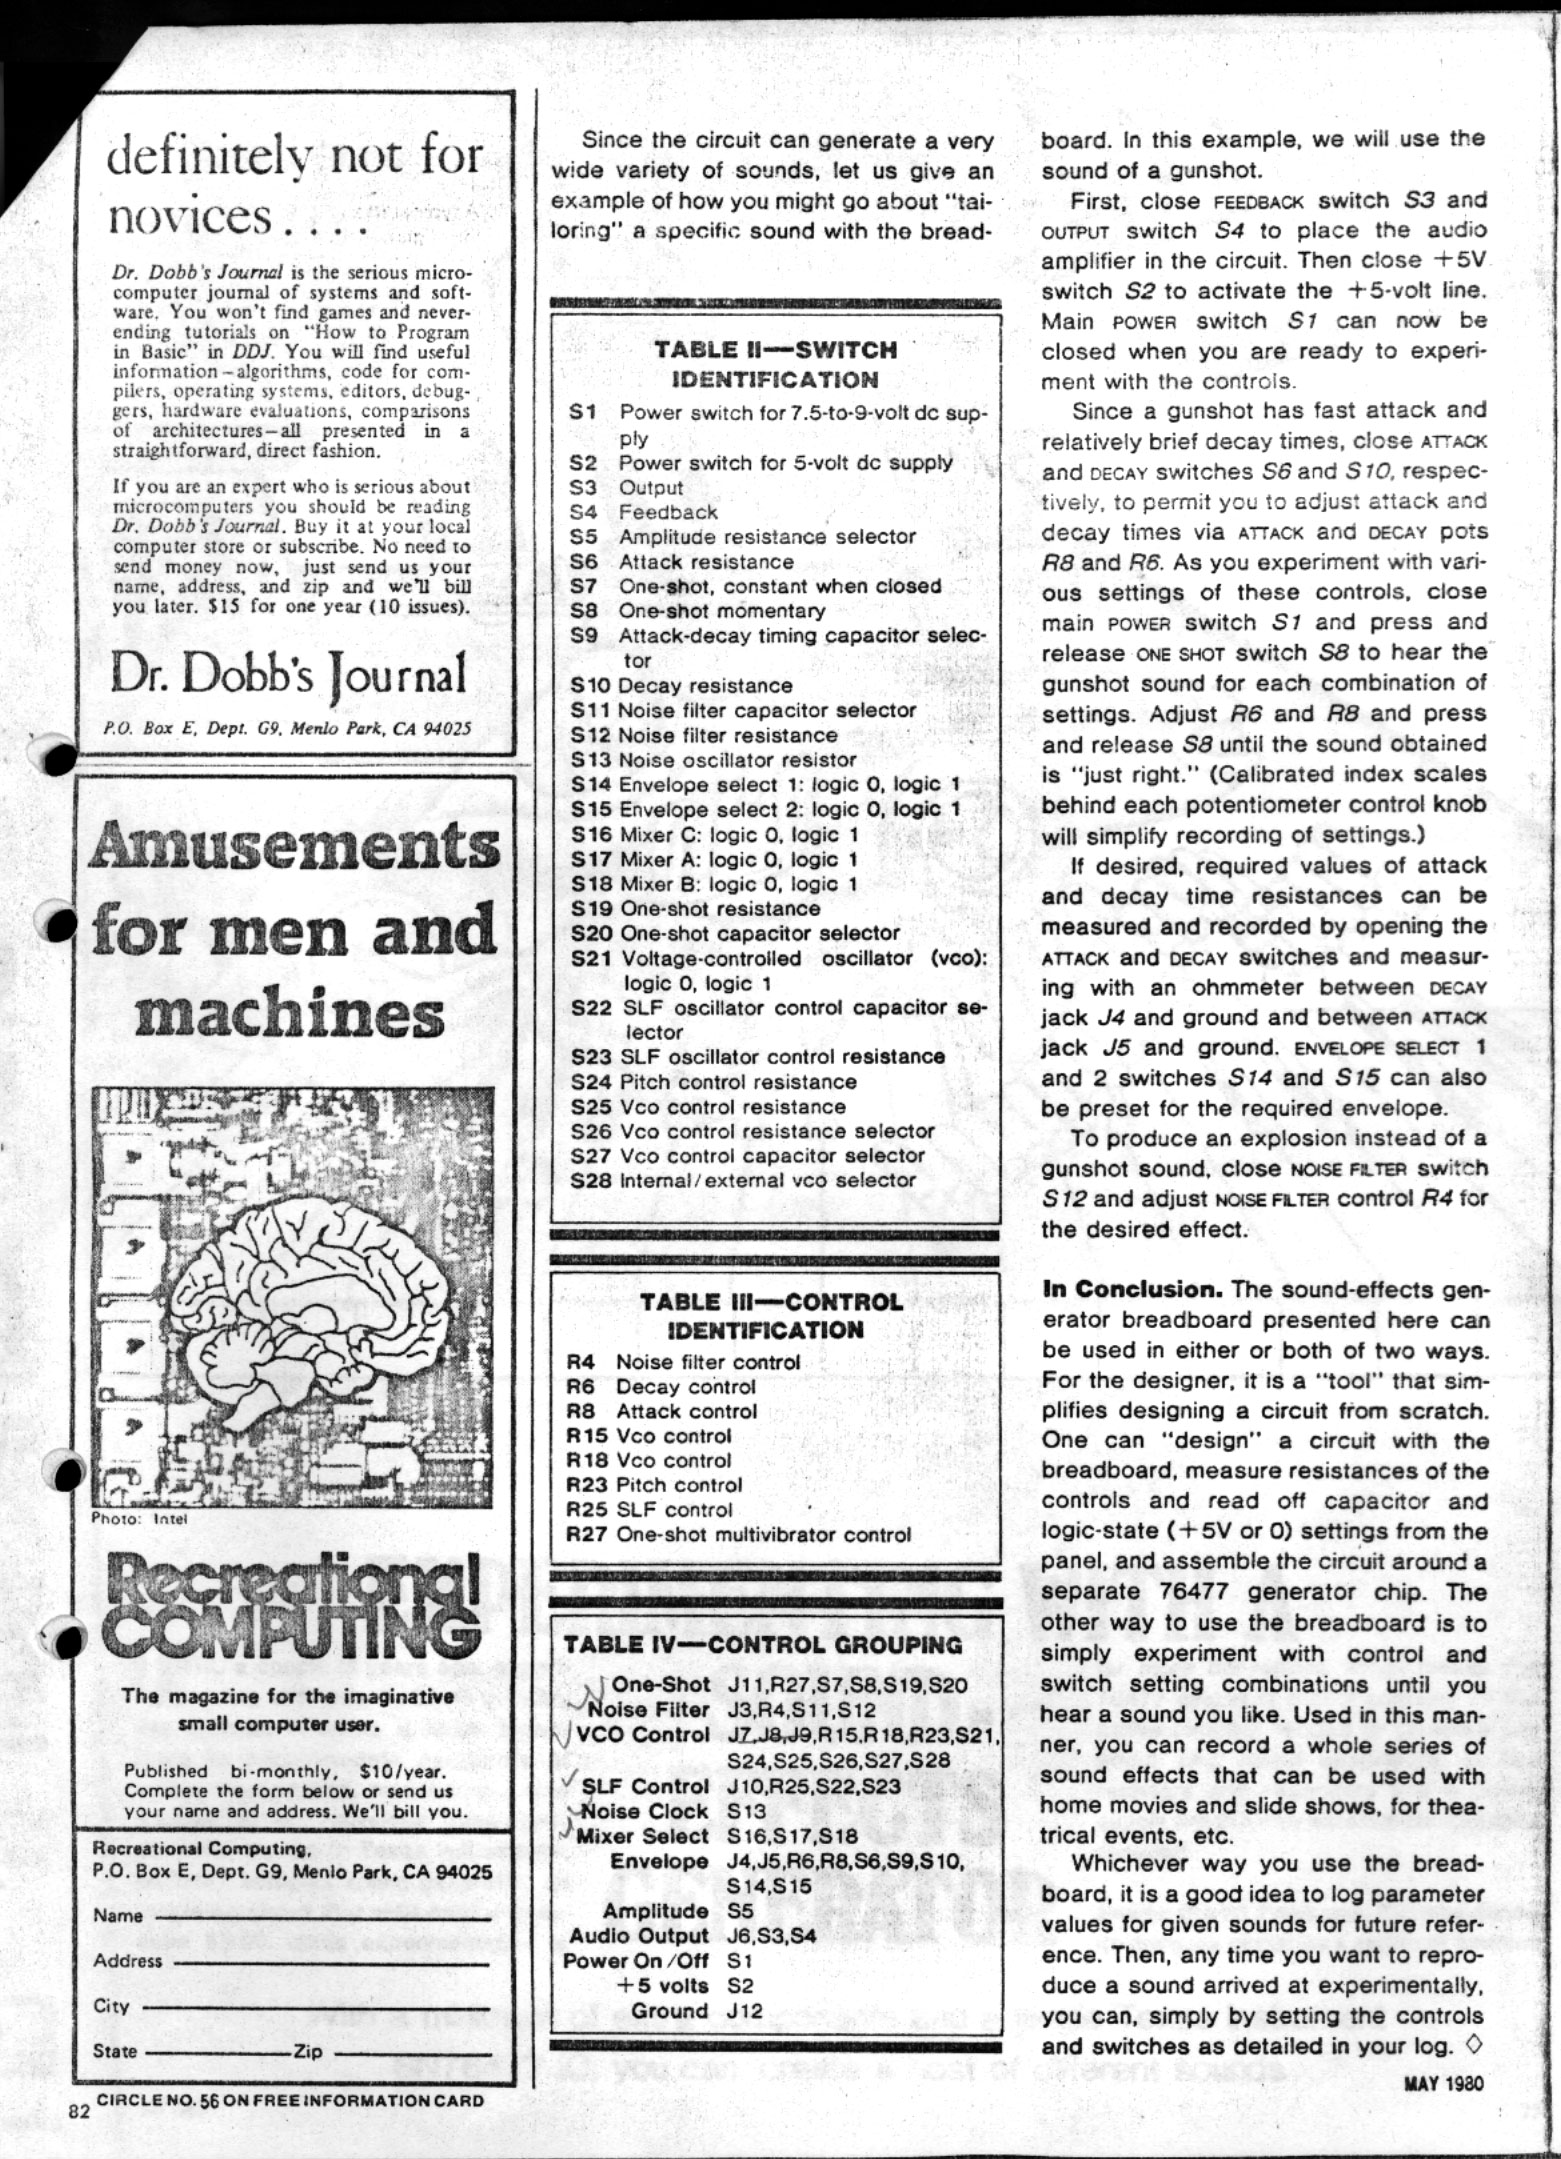 definitely not for
novices . . . .
Dr. Dobb's Journal is the serious micro-
computer journal of systems and soft-
ware. You won't find games and never-
ending tutorials on "How to Program
in Basic" in DDJ. You will find useful
information—algorithms, code for com-
pilers, operating systems, editors, debug-
gers, hardware evaluations, comparisons
of architectures—all presented in a
straightforward, direct fashion.
If you are an expert who is serious about
microcomputers you should be reading
Dr. Dobb's Journal. Buy it at your local
computer store or subscribe. No need to
send money now, just send us your
name, address, and zip and we'll bill
you later. $15 for one year (10 issues).
Dr. Dobb's Journal
P.O. Box E, Dept. G9, Menlo Park, CA 94025
Amusements
for men and
machines
Photo: Intel
Recreational
COMPUTING
The magazine for the imaginative
small computer user.
Published bi-monthly, $10/year.
Complete the form below or send us
your name and address. We'll bill you.
Recreational Computing,
P.O. Box E, Dept. G9, Menlo Park, CA 94025
Name
Address
City
State Zip
CIRCLE NO. 56 ON FREE INFORMATION CARD
82
Since the circuit can generate a very
wide variety of sounds, let us give an
example of how you might go about "tai-
loring" a specific sound with the bread-
TABLE II—SWITCH
IDENTIFICATION
S1 Power switch for 7.5-to-9-volt dc sup-
ply
S2 Power switch for 5-volt dc supply
S3 Output
S4 Feedback
S5 Amplitude resistance selector
S6 Attack resistance
S7 One-shot, constant when closed
S8 One-shot momentary
S9 Attack-decay timing capacitor selec-
tor
S10 Decay resistance
S11 Noise filter capacitor selector
S12 Noise filter resistance
S13 Noise oscillator resistor
S14 Envelope select 1: logic 0, logic 1
S15 Envelope select 2: logic 0, logic 1
S16 Mixer C: logic 0, logic 1
S17 Mixer A: logic 0, logic 1
S18 Mixer B: logic 0, logic 1
S19 One-shot resistance
S20 One-shot capacitor selector
S21 Voltage-controlled oscillator (vco):
logic 0, logic 1
S22 SLF oscillator control capacitor se-
lector
S23 SLF oscillator control resistance
S24 Pitch control resistance
S25 Vco control resistance
S26 Vco control resistance selector
S27 Vco control capacitor selector
S28 Internal/external vco selector
TABLE III—CONTROL
IDENTIFICATION
R4 Noise filter control
R6 Decay control
R8 Attack control
R15 Vco control
R18 Vco control
R23 Pitch control
R25 SLF control
R27 One-shot multivibrator control
TABLE IV—CONTROL GROUPING
One-Shot J11,R27,S7,S8,S19,S20
Noise Filter J3,R4,S11,S12
VCO Control J7,J8,J9,R15,R18,R23,S21,
S24,S25,S26,S27,S28
SLF Control J10,R25,S22,S23
Noise Clock S13
Mixer Select S16,S17,S18
Envelope J4,J5,R6,R8,S6,S9,S10,
S14,S15
Amplitude S5
Audio Output J6,S3,S4
Power On/Off S1
+5 volts S2
Ground J12
board. In this example, we will use the
sound of a gunshot.
First, close FEEDBACK switch S3 and
OUTPUT switch S4 to place the audio
amplifier in the circuit. Then close +5V
switch S2 to activate the +5-volt line.
Main POWER switch S1 can now be
closed when you are ready to experi-
ment with the controls.
Since a gunshot has fast attack and
relatively brief decay times, close ATTACK
and DECAY switches S6 and S10, respec-
tively, to permit you to adjust attack and
decay times via ATTACK and DECAY pots
R8 and R6. As you experiment with vari-
ous settings of these controls, close
main POWER switch S1 and press and
release ONE SHOT switch S8 to hear the
gunshot sound for each combination of
settings. Adjust R6 and R8 and press
and release S8 until the sound obtained
is "just right." (Calibrated index scales
behind each potentiometer control knob
will simplify recording of settings.)
If desired, required values of attack
and decay time resistances can be
measured and recorded by opening the
ATTACK and DECAY switches and measur-
ing with an ohmmeter between DECAY
jack J4 and ground and between ATTACK
jack J5 and ground. ENVELOPE SELECT 1
and 2 switches S14 and S15 can also
be preset for the required envelope.
To produce an explosion instead of a
gunshot sound, close NOISE FILTER switch
S12 and adjust NOISE FILTER control R4 for
the desired effect.
In Conclusion. The sound-effects gen-
erator breadboard presented here can
be used in either or both of two ways.
For the designer, it is a "tool" that sim-
plifies designing a circuit from scratch.
One can "design" a circuit with the
breadboard, measure resistances of the
controls and read off capacitor and
logic-state (+5V or 0) settings from the
panel, and assemble the circuit around a
separate 76477 generator chip. The
other way to use the breadboard is to
simply experiment with control and
switch setting combinations until you
hear a sound you like. Used in this man-
ner, you can record a whole series of
sound effects that can be used with
home movies and slide shows, for thea-
trical events, etc.
Whichever way you use the bread-
board, it is a good idea to log parameter
values for given sounds for future refer-
ence. Then, any time you want to repro-
duce a sound arrived at experimentally,
you can, simply by setting the controls
and switches as detailed in your log. ◇
MAY 1980